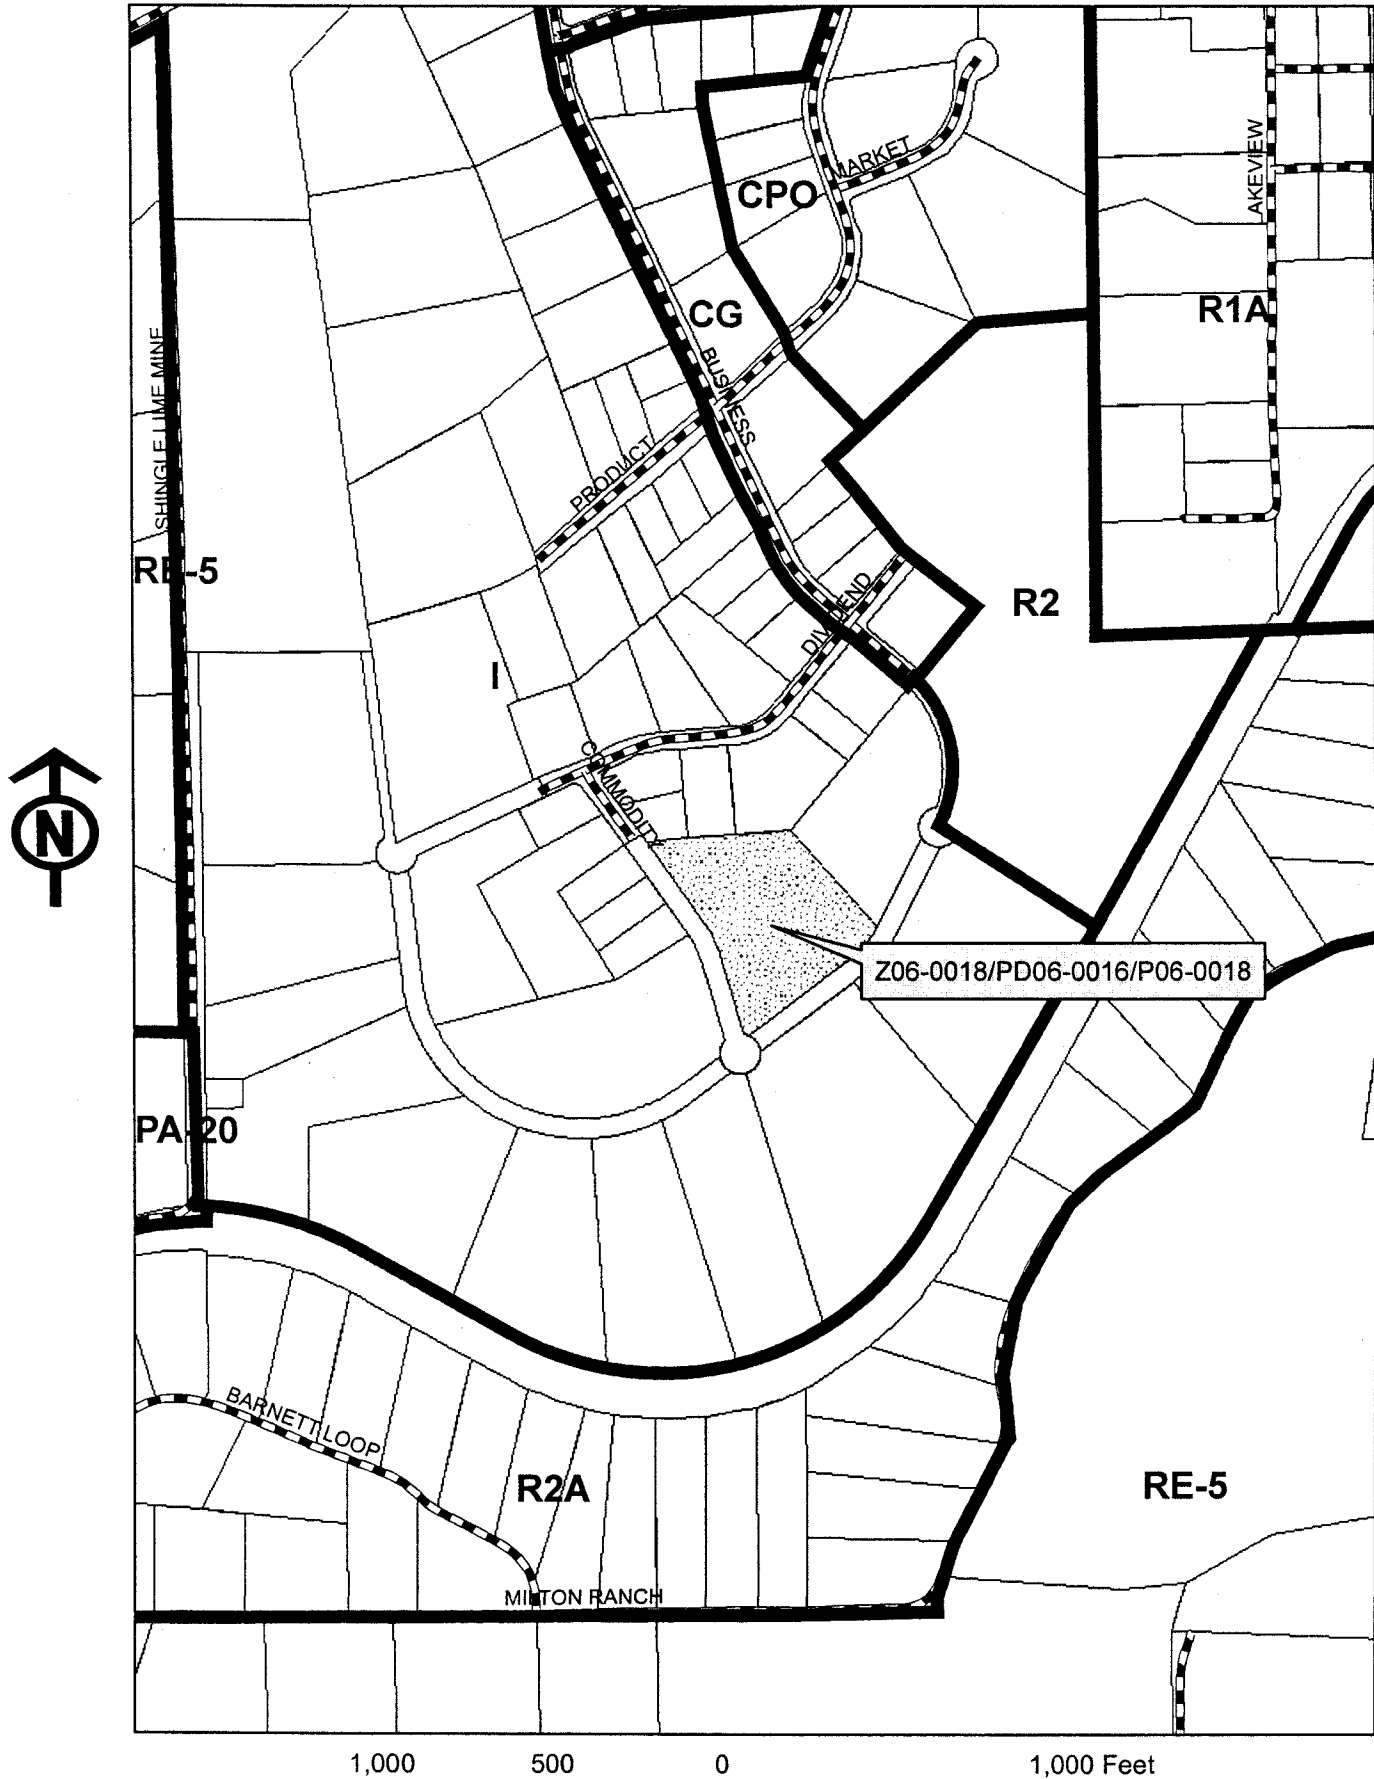 MARKET
CPO
AKEVIEW
CG
R1A
BUSINESS
SHINGLE LIME MINE
PRODUCT
RE-5
DIVIDEND
R2
I
COMMODITY
N
Z06-0018/PD06-0016/P06-0018
PA-20
BARNETT LOOP
R2A
RE-5
MILTON RANCH
1,000 500 0 1,000 Feet